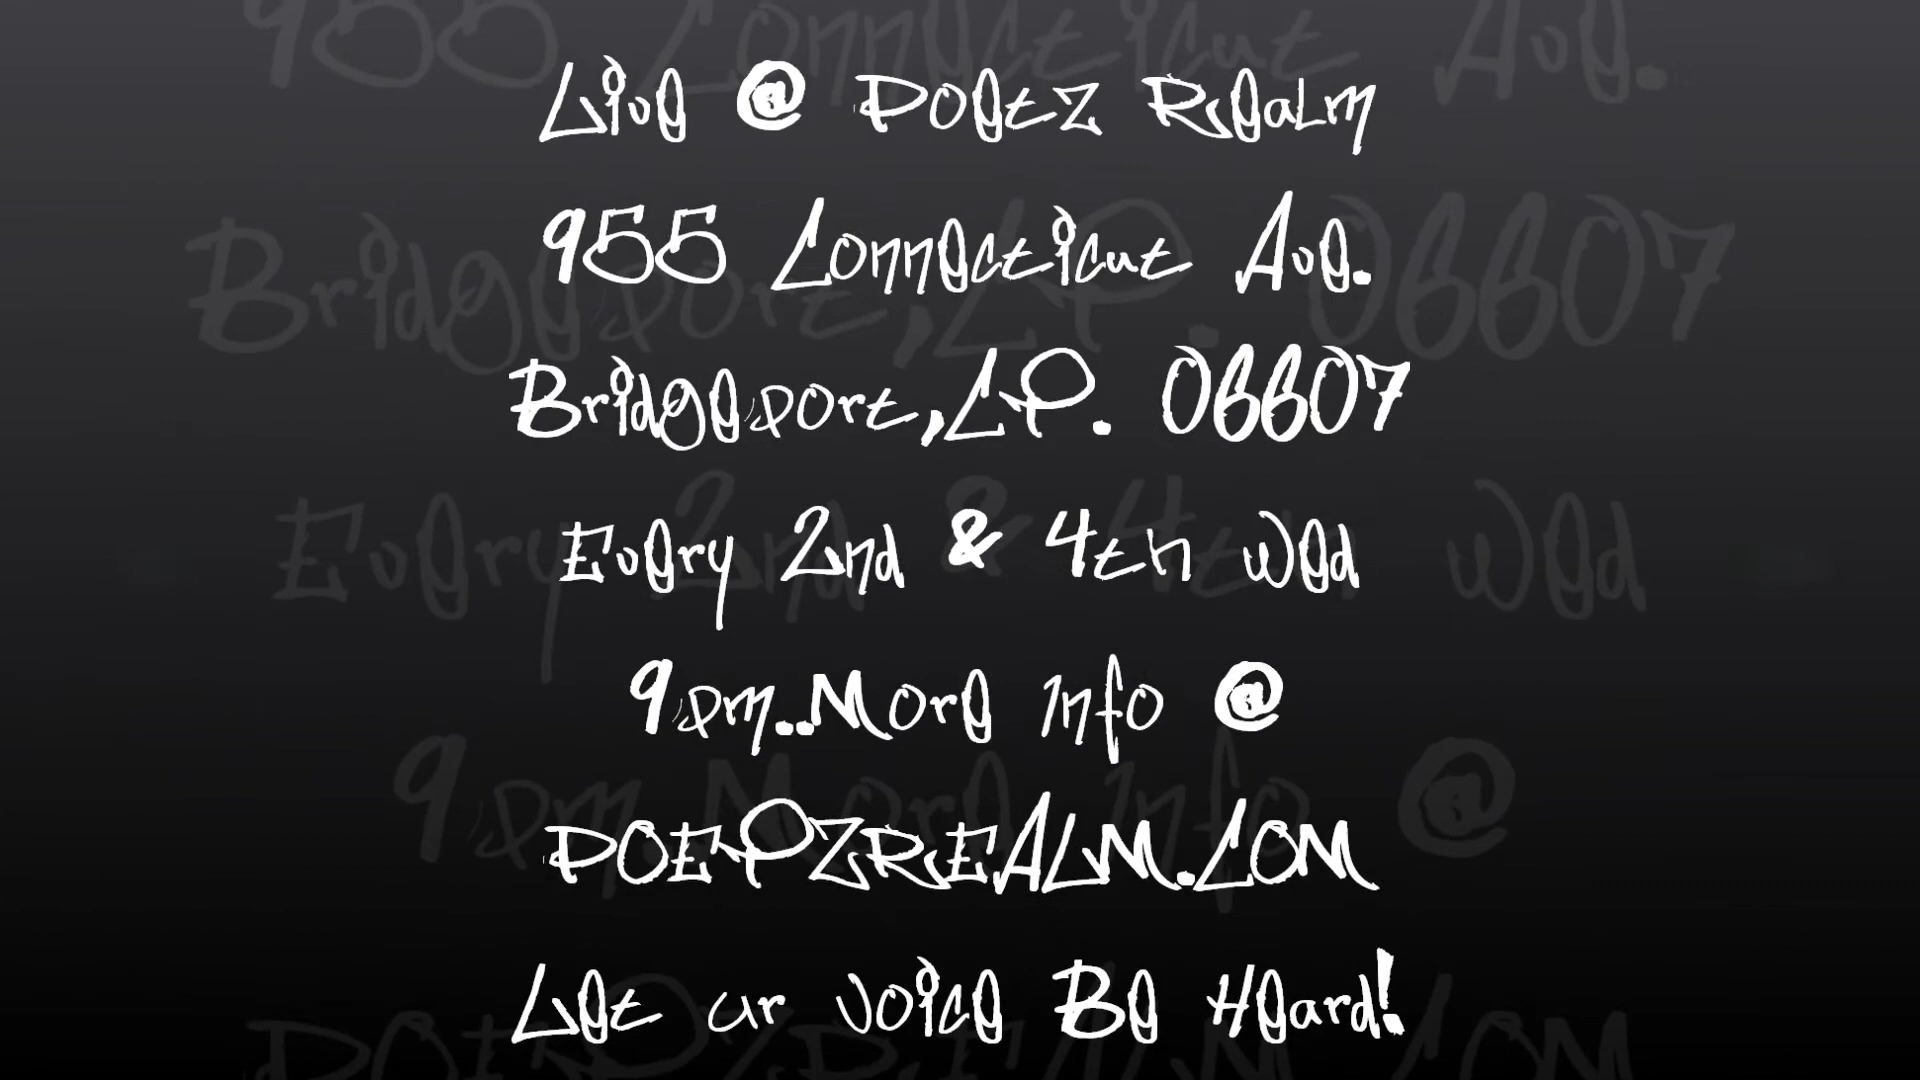 Live @ Poetz Realm
955 Connecticut Ave.
Bridgeport,CT. 06607
Every 2nd & 4th Wed
9pm..More info @
POETZREALM.COM
Let ur voice Be Heard!